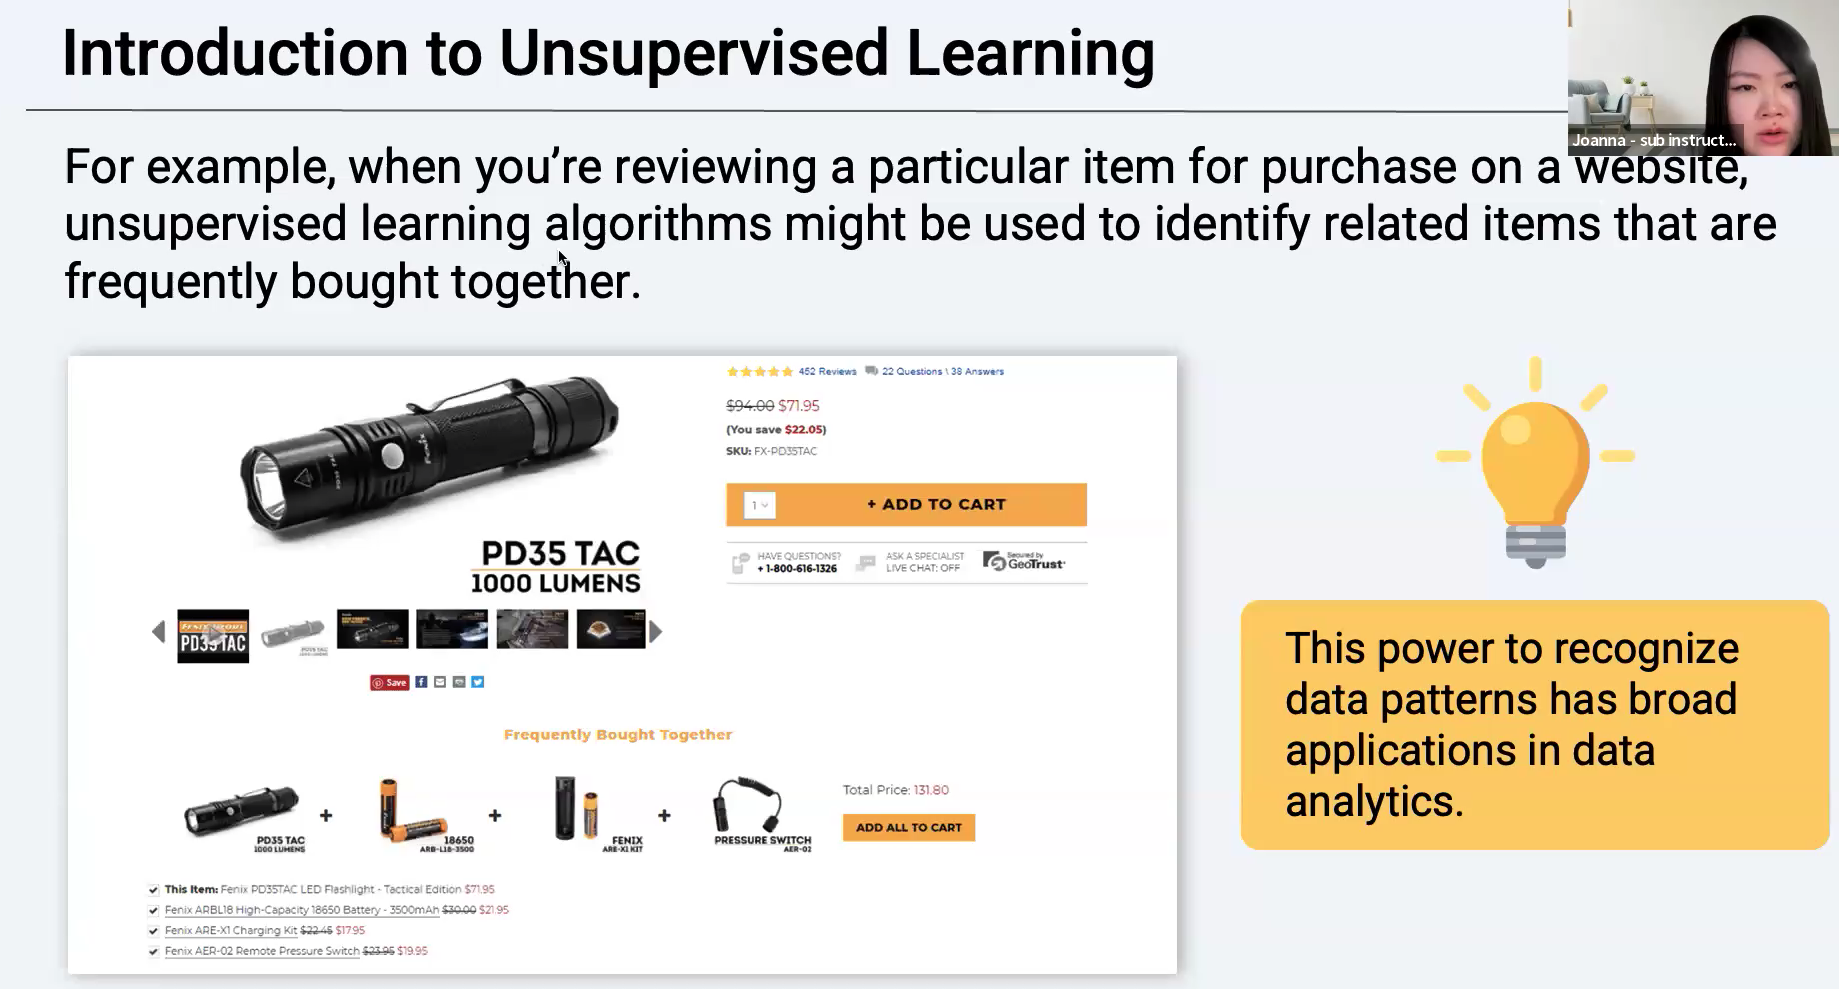 Introduction to Unsupervised Learning
Joanna - sub instruct...
For example, when you’re reviewing a particular item for purchase on a website,
unsupervised learning algorithms might be used to identify related items that are
frequently bought together.
452 Reviews 22 Questions \ 38 Answers
$94.00 $71.95
(You save $22.05)
SKU: FX-PD35TAC
1 + ADD TO CART
PD35 TAC
1000 LUMENS
HAVE QUESTIONS?
+ 1-800-616-1326
ASK A SPECIALIST
LIVE CHAT: OFF
Secured by
GeoTrust
PD35 TAC
Save
Frequently Bought Together
PD35 TAC
1000 LUMENS
+
18650
ARB-L18-3500
+
FENIX
ARE-X1 KIT
+
PRESSURE SWITCH
AER-02
Total Price: 131.80
ADD ALL TO CART
This Item: Fenix PD35TAC LED Flashlight - Tactical Edition $71.95
Fenix ARBL18 High-Capacity 18650 Battery - 3500mAh $30.00 $21.95
Fenix ARE-X1 Charging Kit $22.45 $17.95
Fenix AER-02 Remote Pressure Switch $23.95 $19.95
This power to recognize
data patterns has broad
applications in data
analytics.